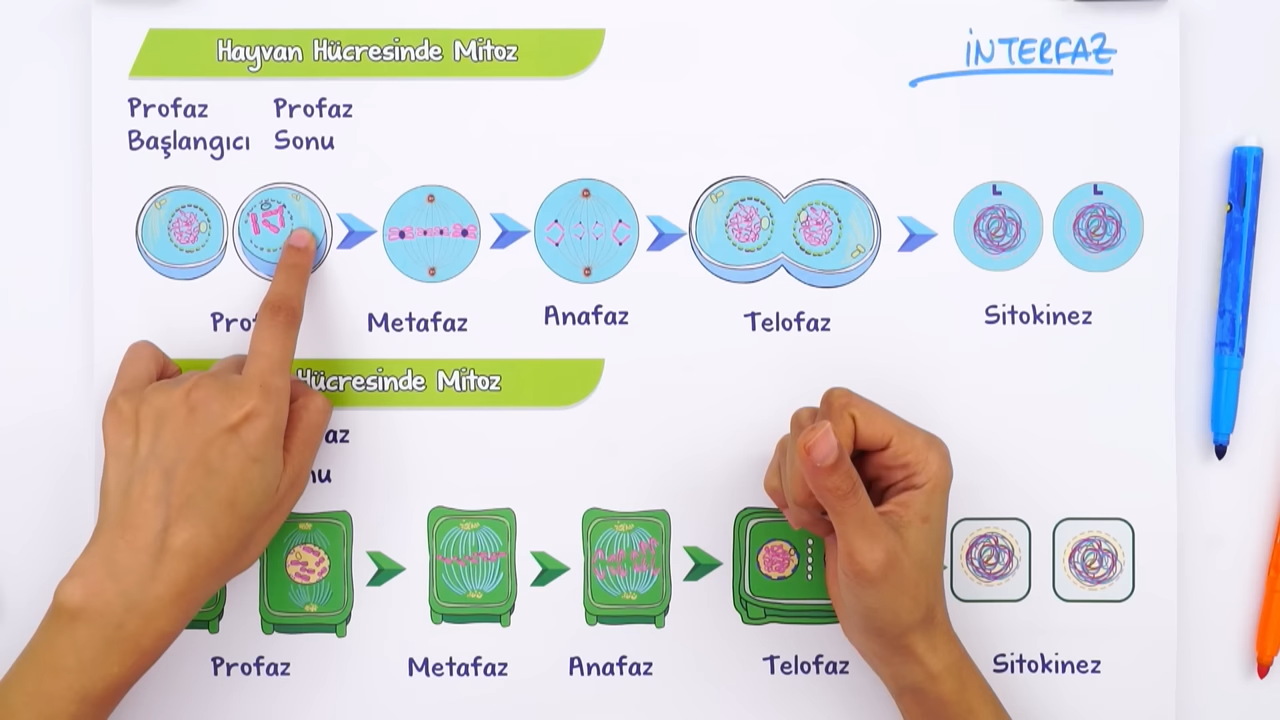 Hayvan Hücresinde Mitoz
İNTERFAZ
Profaz
Başlangıcı
Profaz
Sonu
Metafaz
Anafaz
Telofaz
Sitokinez
Hücresinde Mitoz
Profaz
Metafaz
Anafaz
Telofaz
Sitokinez